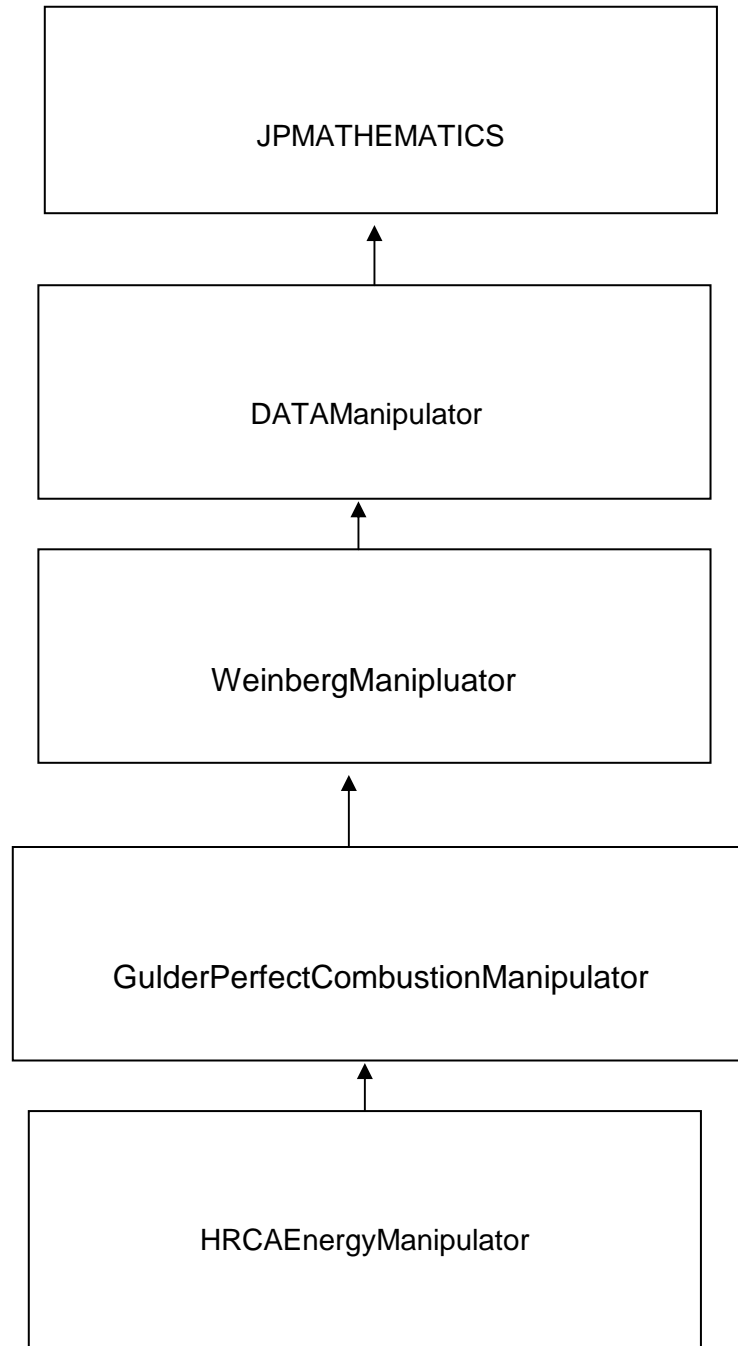 JPMATHEMATICS
DATAManipulator
WeinbergManipluator
GulderPerfectCombustionManipulator
HRCAEnergyManipulator